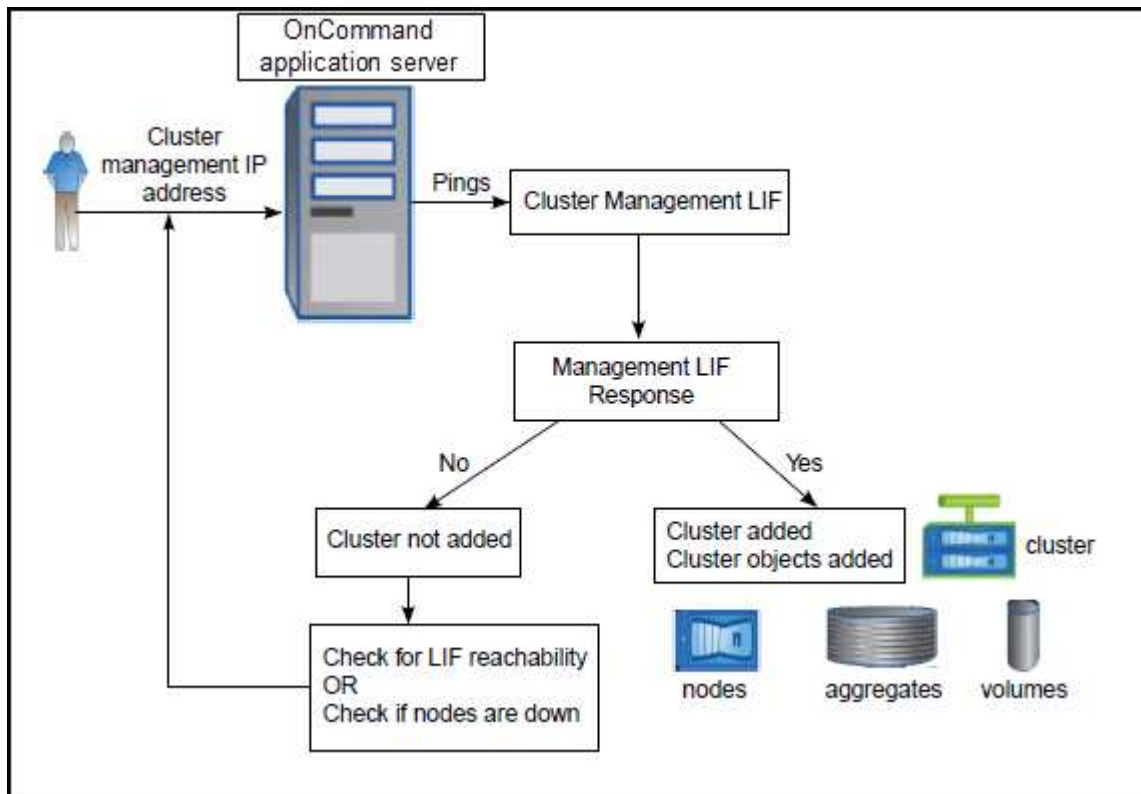 OnCommand
application server
Cluster
management IP
address
Pings
Cluster Management LIF
Management LIF
Response
No
Yes
Cluster not added
Cluster added
Cluster objects added
cluster
Check for LIF reachability
OR
Check if nodes are down
nodes
aggregates
volumes